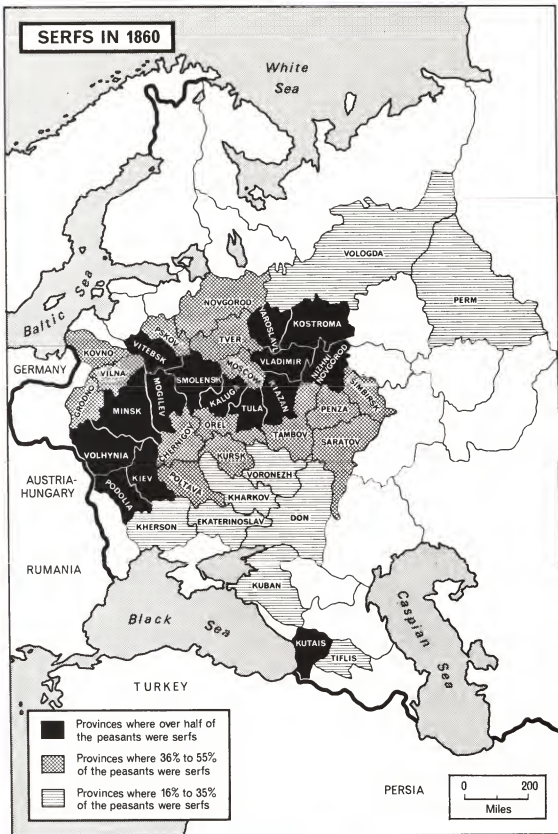 SERFS IN 1860
White
Sea
VOLOGDA
PERM
NOVGOROD
YAROSLAVL
KOSTROMA
Baltic Sea
PSKOV
TVER
KOVNO
VITEBSK
VLADIMIR
NIZHNI
NOVGOROD
GERMANY
VILNA
MOSCOW
SMOLENSK
SIMBIRSK
GRODNO
MOGILEV
KALUGA
RYAZAN
MINSK
TULA
PENZA
OREL
TAMBOV
SARATOV
CHERNIGOV
KURSK
VOLHYNIA
VORONEZH
AUSTRIA-
HUNGARY
KIEV
POLTAVA
KHARKOV
PODOLIA
DON
KHERSON
EKATERINOSLAV
RUMANIA
KUBAN
Black Sea
Caspian Sea
KUTAIS
TIFLIS
TURKEY
Provinces where over half of
the peasants were serfs
Provinces where 36% to 55%
of the peasants were serfs
Provinces where 16% to 35%
of the peasants were serfs
PERSIA
0 200
Miles